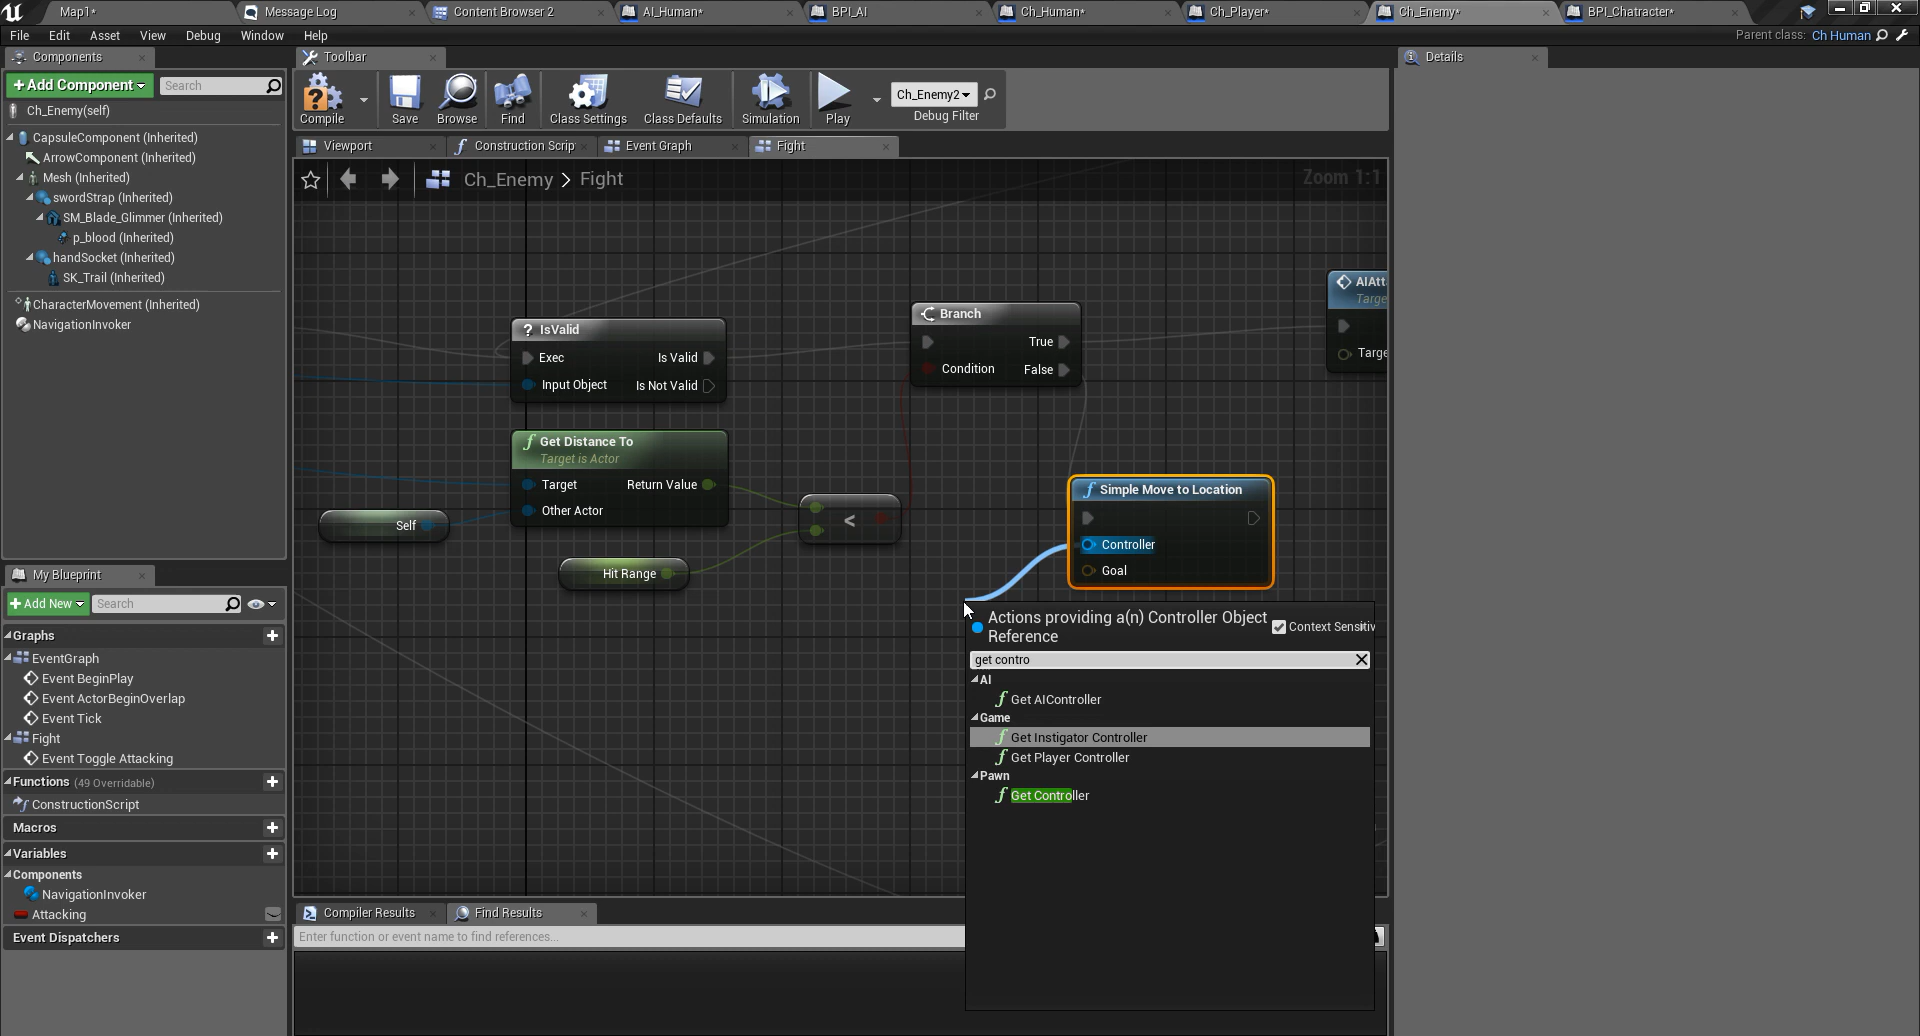 Map1*
Message Log
Content Browser 2
AI_Human*
BPI_AI
Ch_Human*
Ch_Player*
Ch_Enemy*
BPI_Chatracter*
File Edit Asset View Debug Window Help
Parent class: Ch Human
Components
+Add Component
Search
Ch_Enemy(self)
CapsuleComponent (Inherited)
ArrowComponent (Inherited)
Mesh (Inherited)
swordStrap (Inherited)
SM_Blade_Glimmer (Inherited)
p_blood (Inherited)
handSocket (Inherited)
SK_Trail (Inherited)
CharacterMovement (Inherited)
NavigationInvoker
Toolbar
Compile
Save
Browse
Find
Class Settings
Class Defaults
Simulation
Play
Ch_Enemy2
Debug Filter
Viewport
Construction Scrip
Event Graph
Fight
Ch_Enemy > Fight
Zoom 1:1
? IsValid
Exec
Is Valid
Input Object
Is Not Valid
Branch
True
Condition
False
AIAtt
Targe
Targe
f Get Distance To
Target is Actor
Target
Return Value
Other Actor
Self
<
Hit Range
f Simple Move to Location
Controller
Goal
Actions providing a(n) Controller Object
Reference
Context Sensitiv
get contro
AI
f Get AIController
Game
f Get Instigator Controller
f Get Player Controller
Pawn
f Get Controller
My Blueprint
+Add New
Search
Graphs
EventGraph
Event BeginPlay
Event ActorBeginOverlap
Event Tick
Fight
Event Toggle Attacking
Functions (49 Overridable)
ConstructionScript
Macros
Variables
Components
NavigationInvoker
Attacking
Event Dispatchers
Compiler Results
Find Results
Enter function or event name to find references...
Details